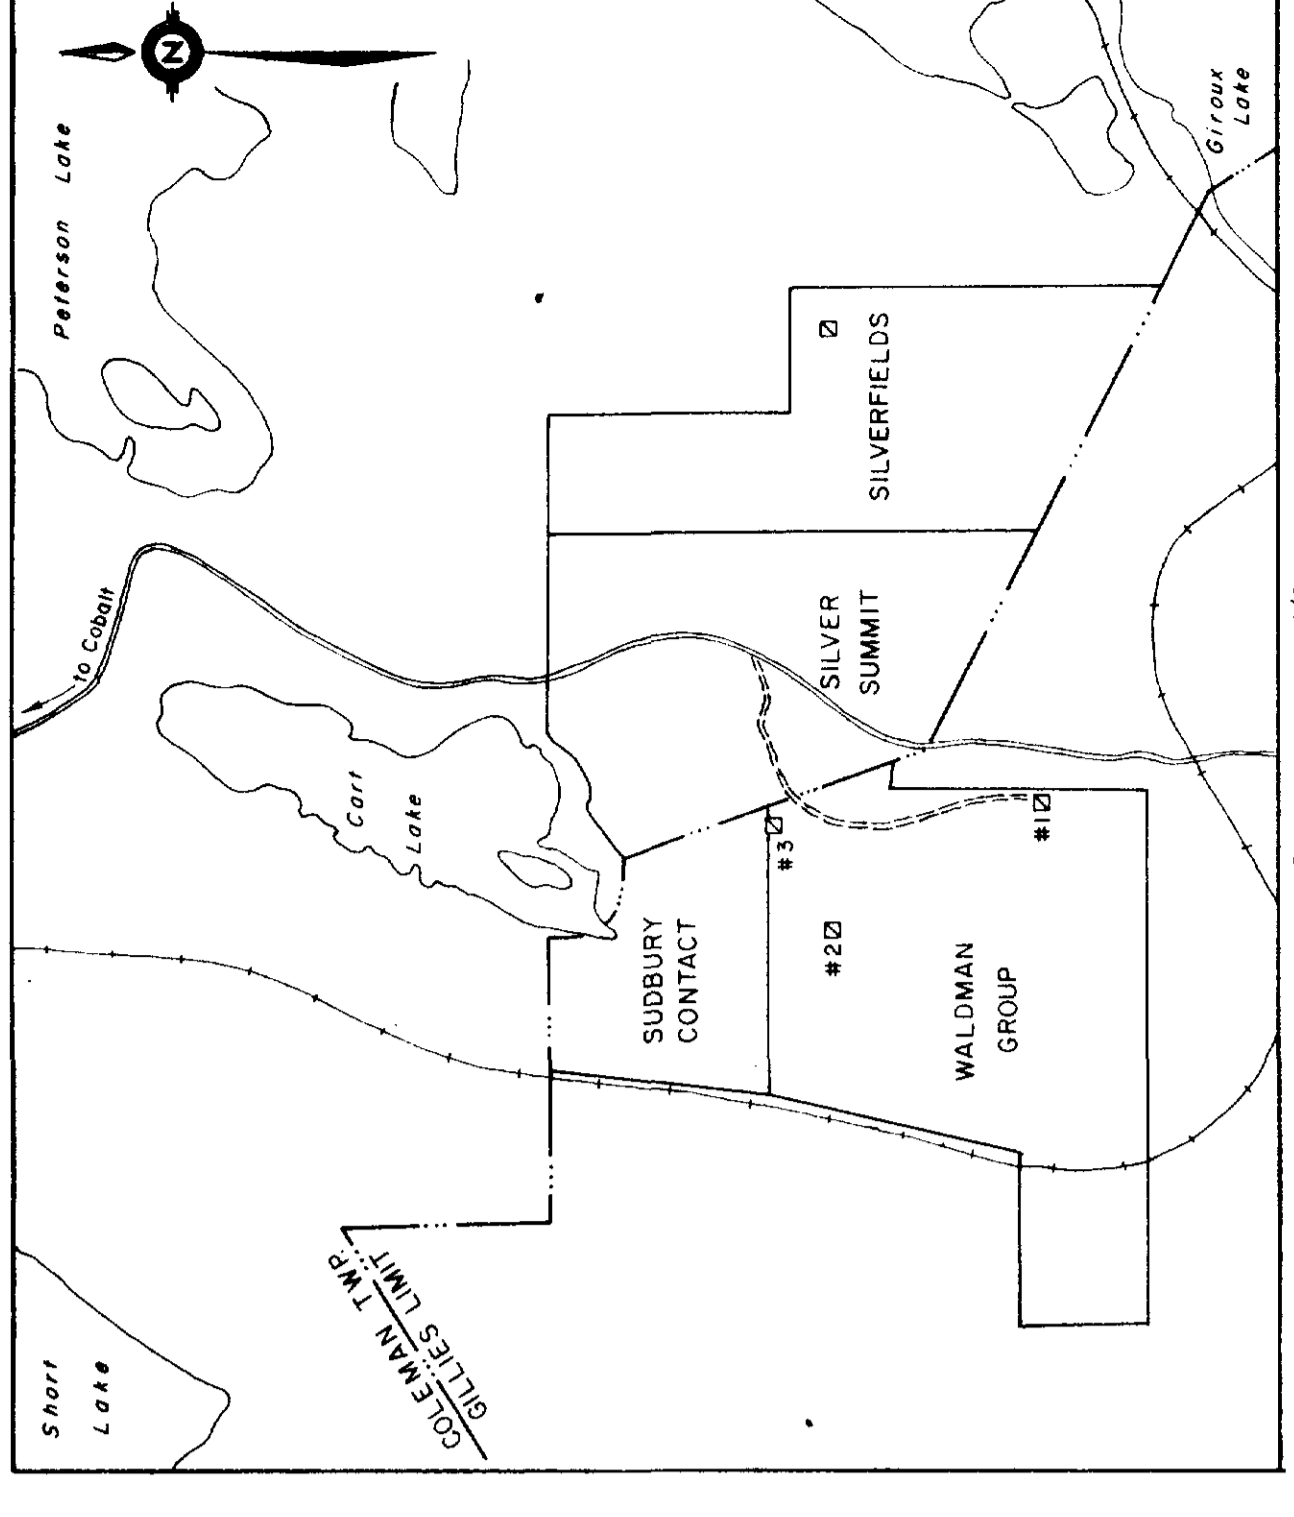 N
Short
Lake
Peterson Lake
to Cobalt
Cart
Lake
COLEMAN TWP.
GILLIES LIMIT
SUDBURY
CONTACT
#3
#2
#1
WALDMAN
GROUP
SILVER
SUMMIT
SILVERFIELDS
Giroux
Lake